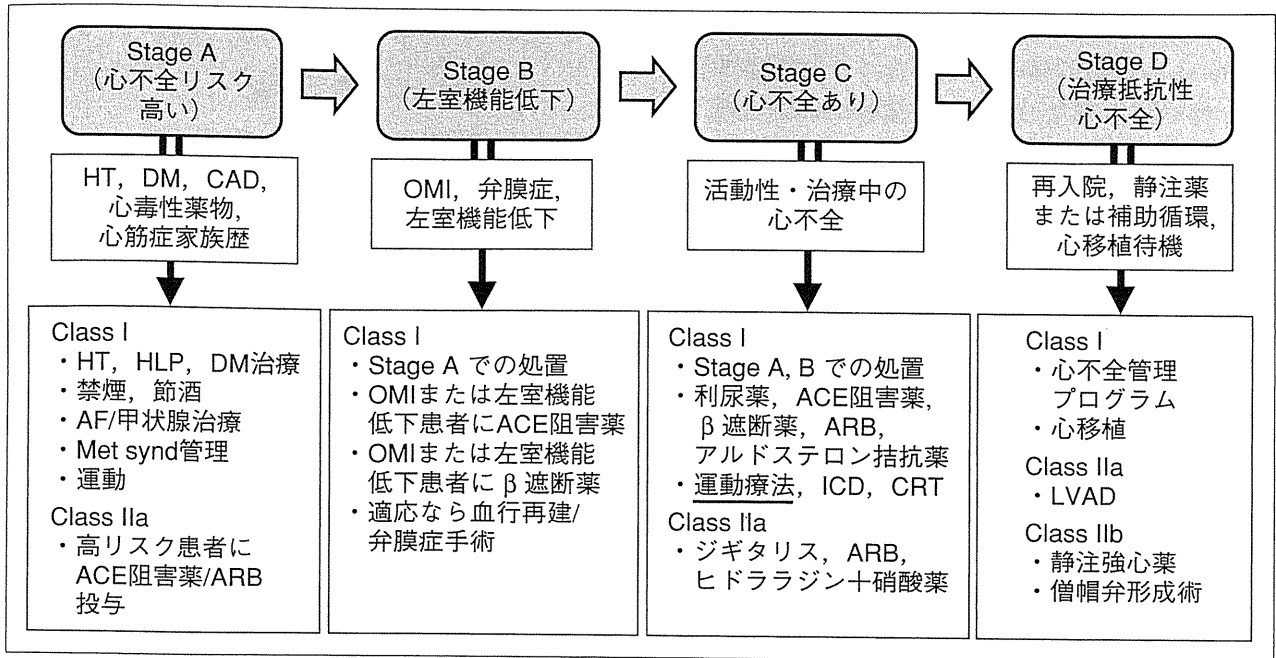 Stage A
（心不全リスク
高い）
Stage B
（左室機能低下）
Stage C
（心不全あり）
Stage D
（治療抵抗性
心不全）
HT，DM，CAD，
心毒性薬物，
心筋症家族歴
OMI，弁膜症，
左室機能低下
活動性・治療中の
心不全
再入院，静注薬
または補助循環，
心移植待機
Class I
・HT，HLP，DM治療
・禁煙，節酒
・AF/甲状腺治療
・Met synd管理
・運動
Class IIa
・高リスク患者に
ACE阻害薬/ARB
投与
Class I
・Stage A での処置
・OMIまたは左室機能
低下患者にACE阻害薬
・OMIまたは左室機能
低下患者に β 遮断薬
・適応なら血行再建/
弁膜症手術
Class I
・Stage A, B での処置
・利尿薬，ACE阻害薬，
β 遮断薬，ARB，
アルドステロン拮抗薬
・運動療法，ICD，CRT
Class IIa
・ジギタリス，ARB，
ヒドララジン＋硝酸薬
Class I
・心不全管理
プログラム
・心移植
Class IIa
・LVAD
Class IIb
・静注強心薬
・僧帽弁形成術